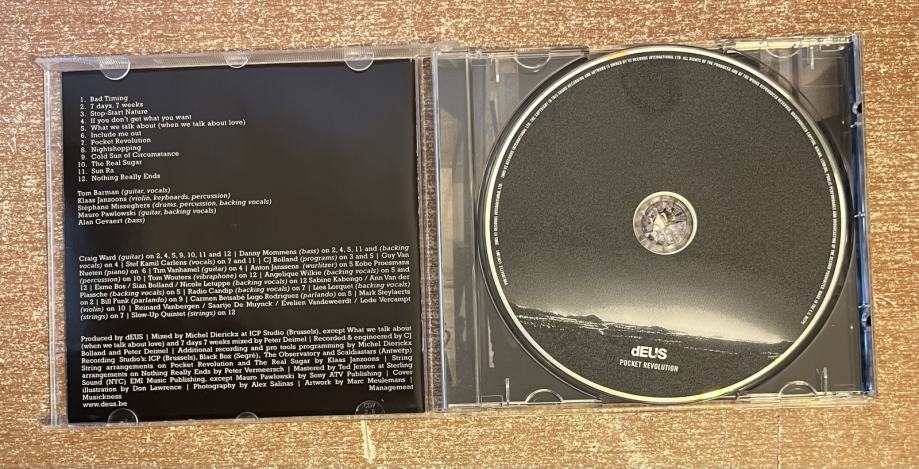 1. Bad Timing
2. 7 days, 7 weeks
3. Stop-Start Nature
4. If you don't get what you want
5. What we talk about (when we talk about love)
6. Include me out
7. Pocket Revolution
8. Nightshopping
9. Cold Sun of Circumstance
10. The Real Sugar
11. Sun Ra
12. Nothing Really Ends
Tom Barman (guitar, vocals)
Klaas Janzoons (violin, keyboards, percussion)
Stéphane Misseghers (drums, percussion, backing vocals)
Mauro Pawlowski (guitar, backing vocals)
Alan Gevaert (bass)
Craig Ward (guitar) on 2, 4, 5, 9, 10, 11 and 12 | Danny Mommens (bass) on 2, 4, 5, 11 and (backing
vocals) on 4 | Stef Kamil Carlens (vocals) on 7 and 11 | CJ Bolland (programs) on 3 and 5 | Guy Van
Nueten (piano) on 6 | Tim Vanhamel (guitar) on 4 | Anton Janssens (wurlitzer) on 5 Kobe Proesmans
(percussion) on 10 | Tom Wouters (vibraphone) on 12 | Angelique Wilkie (backing vocals) on 5 and
12 | Esme Bos / Sian Bolland / Nicole Letuppe (backing vocals) on 12 Sabine Kabongo / Ann Van der
Plassche (backing vocals) on 5 | Radio Candip (backing vocals) on 7 | Lies Lorquet (backing vocals)
on 2 | Bill Funk (parlando) on 9 | Carmen Betsabé Lugo Rodriguez (parlando) on 5 | Mark Steylaerts
(violin) on 10 | Reinard Vanbergen / Saartje De Muynck / Evelien Vandeweerdt / Lode Vercampt
(strings) on 7 | Slow-Up Quintet (strings) on 12
Produced by dEUS | Mixed by Michel Dierickx at ICP Studio (Brussels), except What we talk about
(when we talk about love) and 7 days 7 weeks mixed by Peter Deimel | Recorded & engineered by CJ
Bolland and Peter Deimel | Additional recording and pro tools programming by Michel Dierickx
Recording Studio's: ICP (Brussels), Black Box (Segré), The Observatory and Scaldiastars (Antwerp)
String arrangements on Pocket Revolution and The Real Sugar by Klaas Janzoons | String
arrangements on Nothing Really Ends by Peter Vermeersch | Mastered by Ted Jensen at Sterling
Sound (NYC) EMI Music Publishing, except Mauro Pawlowski by Sony ATV Publishing | Cover
illustration by Don Lawrence | Photography by Alex Salinas | Artwork by Marc Meulemans | Management
Musickness
www.deus.be
dEUS
POCKET REVOLUTION